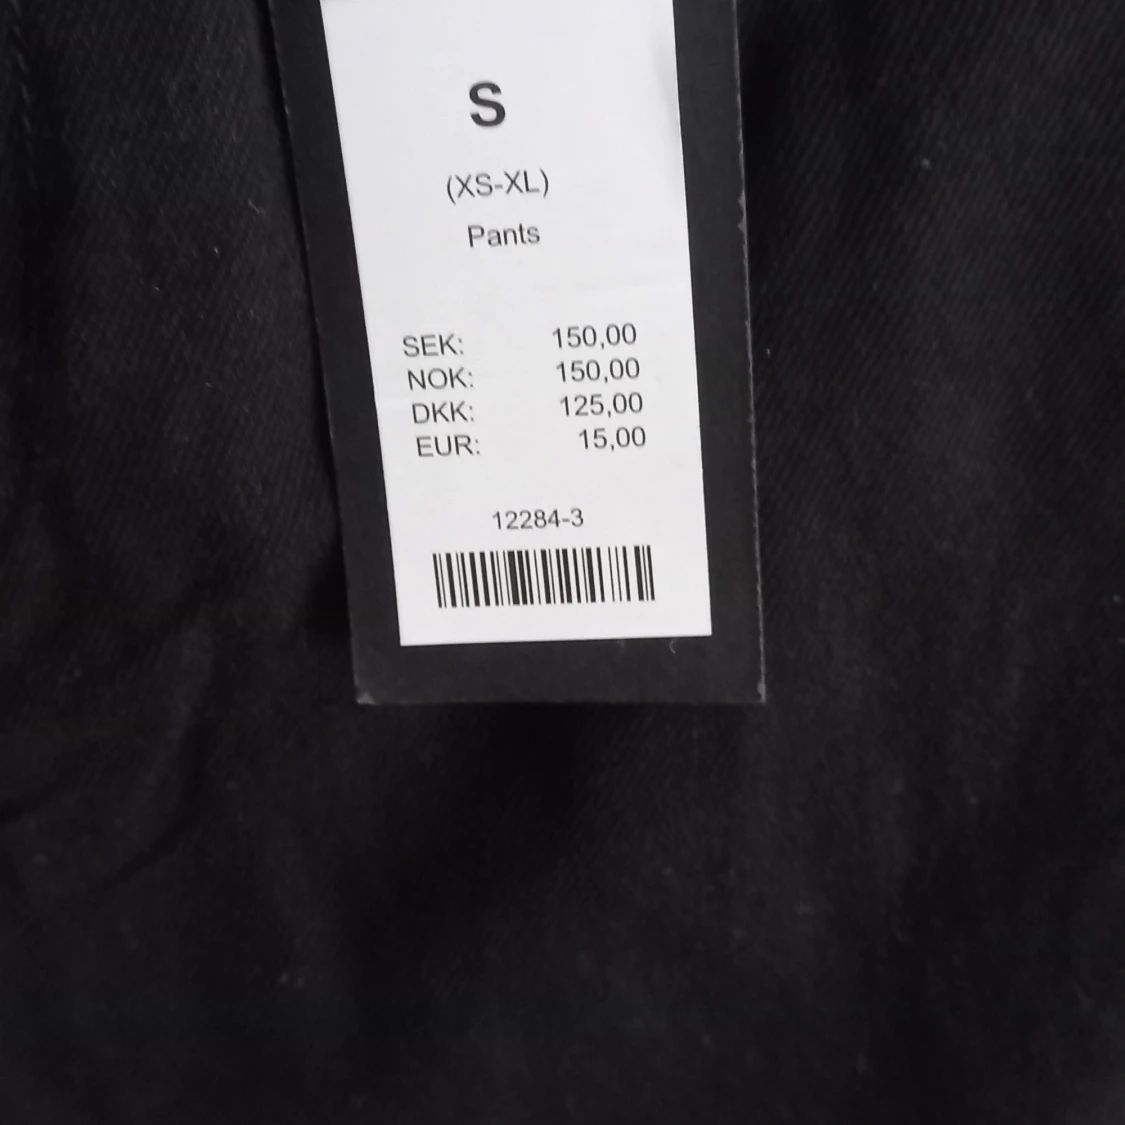 S
(XS-XL)
Pants
SEK: 150,00
NOK: 150,00
DKK: 125,00
EUR: 15,00
12284-3